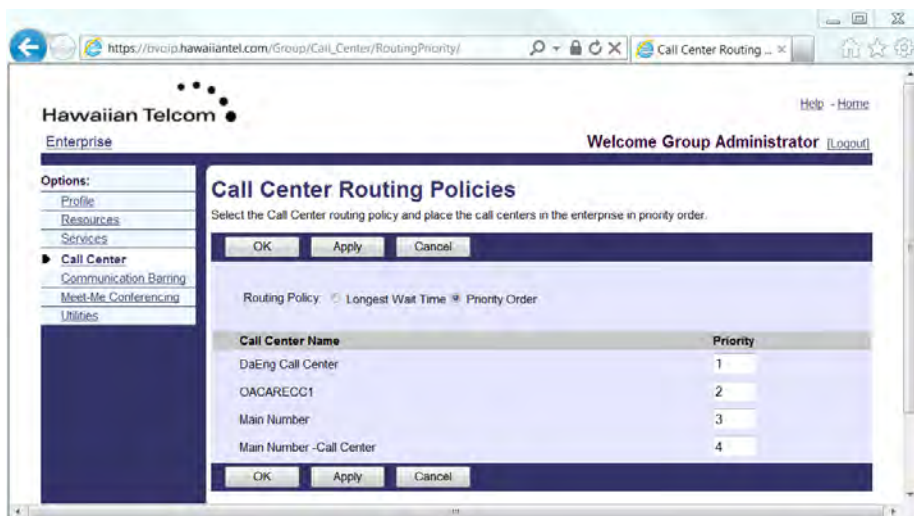 https://bvoip.hawaiiantel.com/Group/Call_Center/RoutingPriority/
Call Center Routing ...
Hawaiian Telcom
Help - Home
Enterprise
Welcome Group Administrator [Logout]
Options:
Profile
Resources
Services
Call Center
Communication Barring
Meet-Me Conferencing
Utilities
Call Center Routing Policies
Select the Call Center routing policy and place the call centers in the enterprise in priority order.
OK Apply Cancel
Routing Policy: Longest Wait Time Priority Order
Call Center Name Priority
DaEng Call Center 1
OACARECC1 2
Main Number 3
Main Number -Call Center 4
OK Apply Cancel